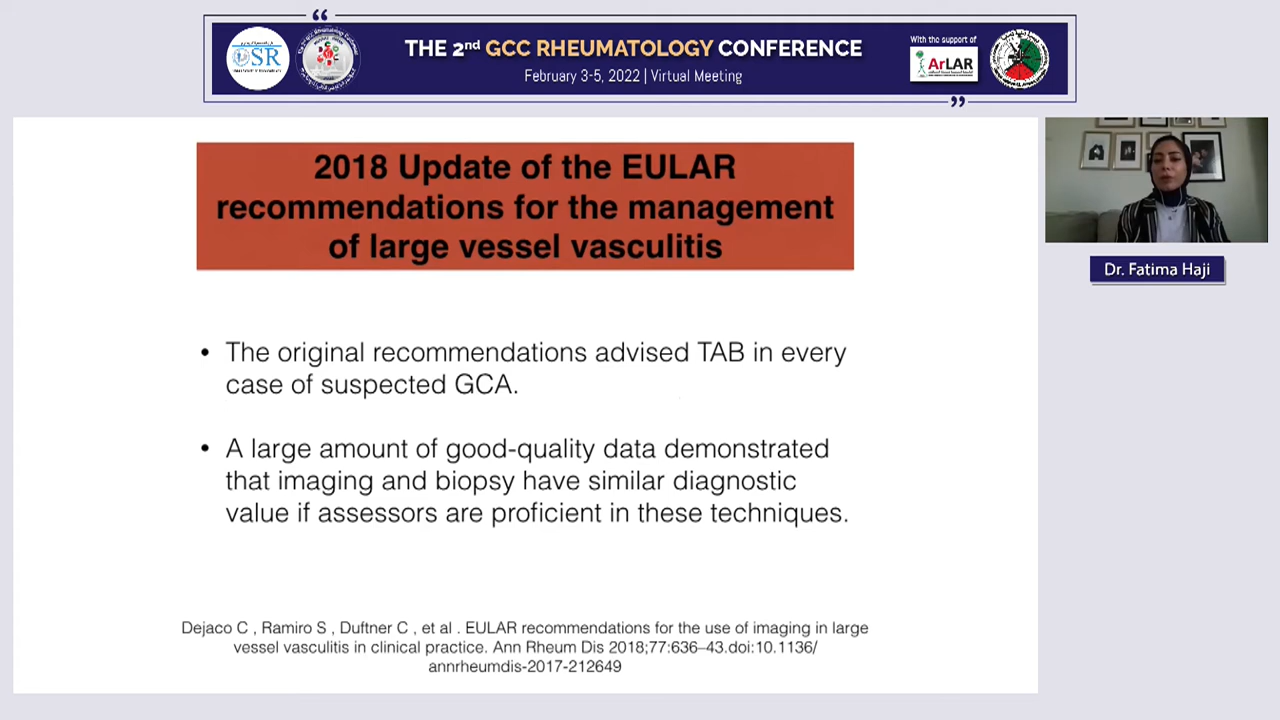 “
THE 2nd GCC RHEUMATOLOGY CONFERENCE
February 3-5, 2022 | Virtual Meeting
With the support of
OSR
ArLAR
”
2018 Update of the EULAR
recommendations for the management
of large vessel vasculitis
Dr. Fatima Haji
• The original recommendations advised TAB in every
case of suspected GCA.
• A large amount of good-quality data demonstrated
that imaging and biopsy have similar diagnostic
value if assessors are proficient in these techniques.
Dejaco C , Ramiro S , Duftner C , et al . EULAR recommendations for the use of imaging in large
vessel vasculitis in clinical practice. Ann Rheum Dis 2018;77:636–43.doi:10.1136/
annrheumdis-2017-212649